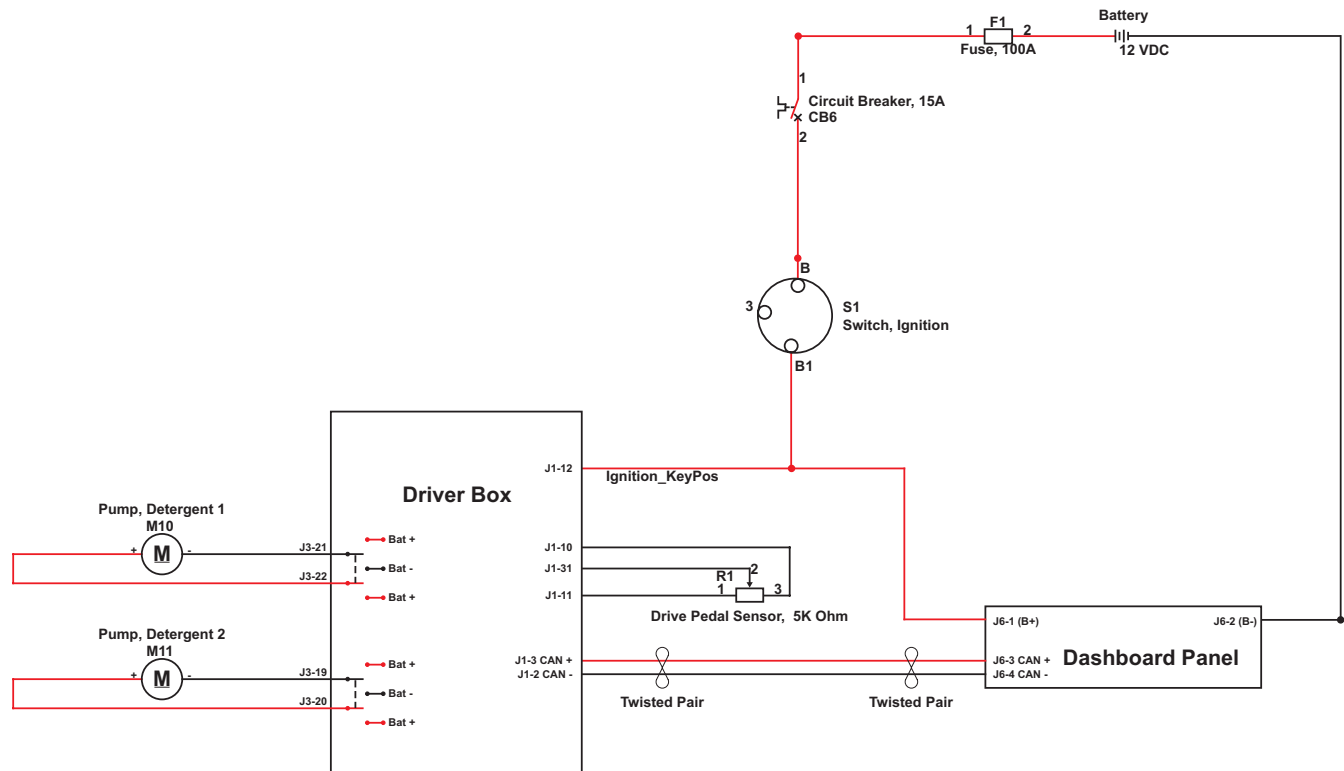 Battery
1 F1 2
Fuse, 100A
12 VDC
1
Circuit Breaker, 15A
CB6
2
B
3
S1
Switch, Ignition
B1
J1-12
Ignition_KeyPos
Driver Box
Pump, Detergent 1
M10
+ M -
J3-21
J3-22
Bat +
Bat -
Bat +
J1-10
J1-31
J1-11
R1
1 2 3
Drive Pedal Sensor, 5K Ohm
J6-1 (B+)
J6-2 (B-)
Pump, Detergent 2
M11
+ M -
J3-19
J3-20
Bat +
Bat -
Bat +
J1-3 CAN +
J1-2 CAN -
J6-3 CAN +
J6-4 CAN -
Dashboard Panel
Twisted Pair
Twisted Pair